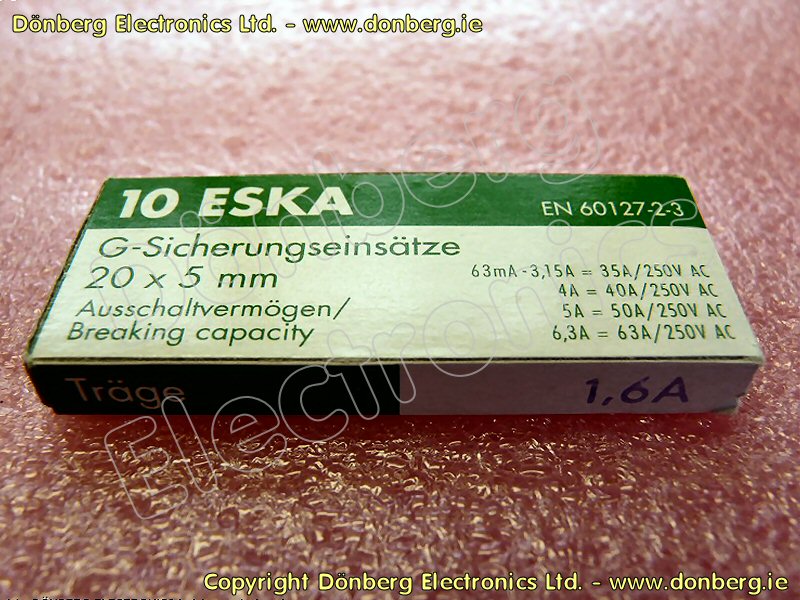 Dönberg Electronics Ltd. - www.donberg.ie
10 ESKA
EN 60127-2-3
G-Sicherungseinsätze
20 x 5 mm
Ausschaltvermögen/
Breaking capacity
63mA - 3,15A = 35A/250V AC
4A = 40A/250V AC
5A = 50A/250V AC
6,3A = 63A/250V AC
Träge
1,6A
Dönberg
Electronics
Copyright Dönberg Electronics Ltd. - www.donberg.ie